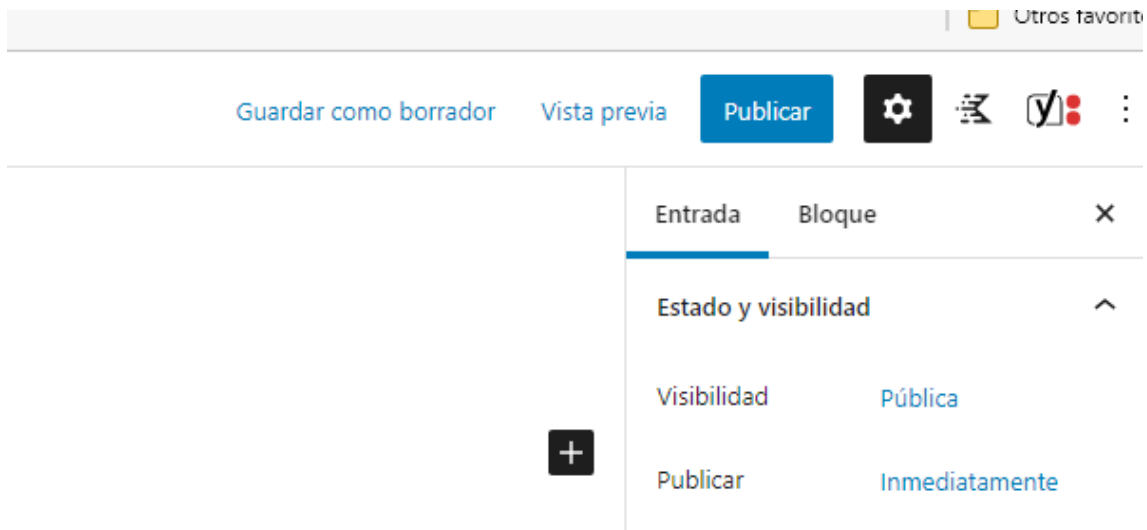 Otros favorit
Guardar como borrador Vista previa Publicar
Entrada Bloque
Estado y visibilidad
Visibilidad Pública
Publicar Inmediatamente